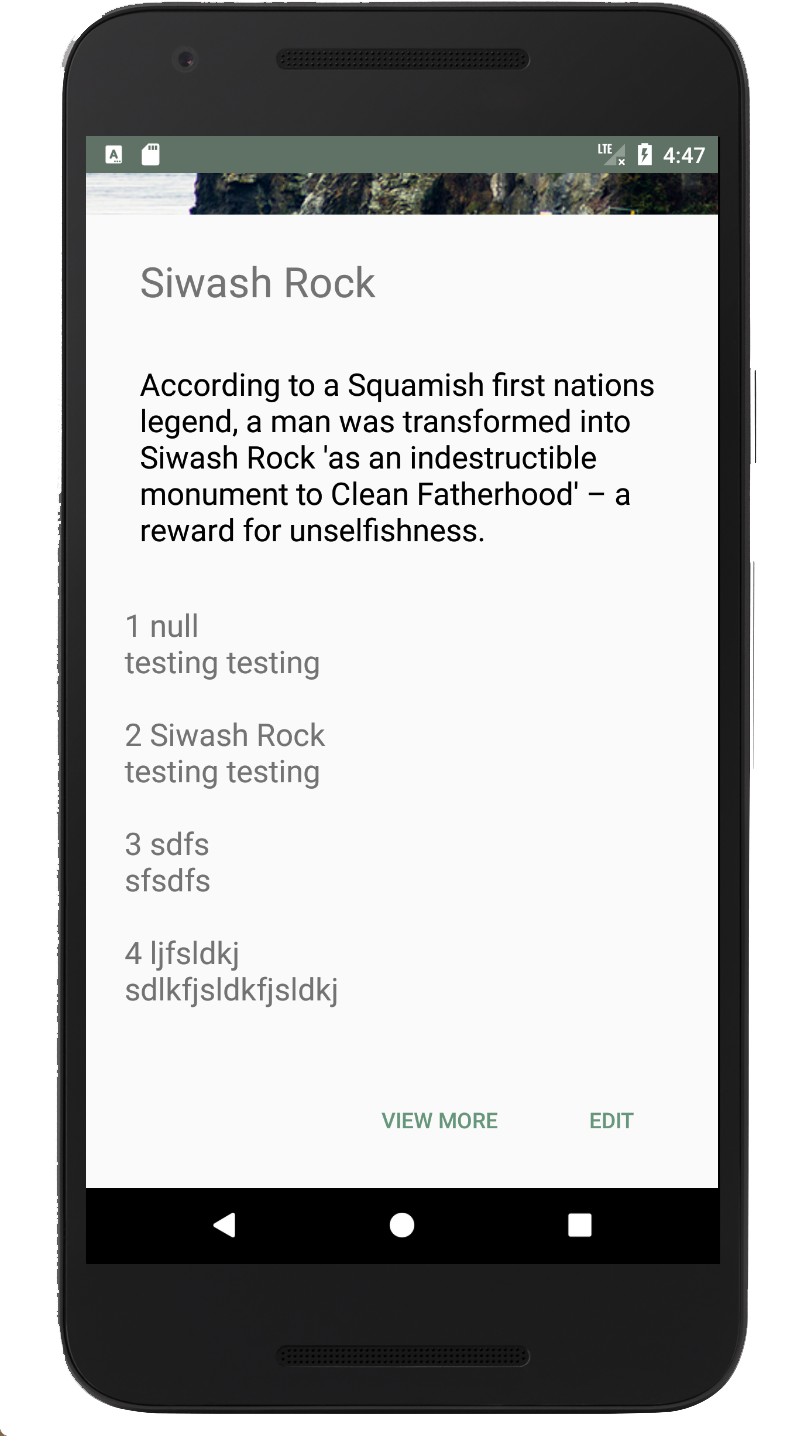 LTE 4:47
Siwash Rock
According to a Squamish first nations
legend, a man was transformed into
Siwash Rock 'as an indestructible
monument to Clean Fatherhood' – a
reward for unselfishness.
1 null
testing testing
2 Siwash Rock
testing testing
3 sdfs
sfsdfs
4 ljfsldkj
sdlkfjsldkfjsldkj
VIEW MORE EDIT